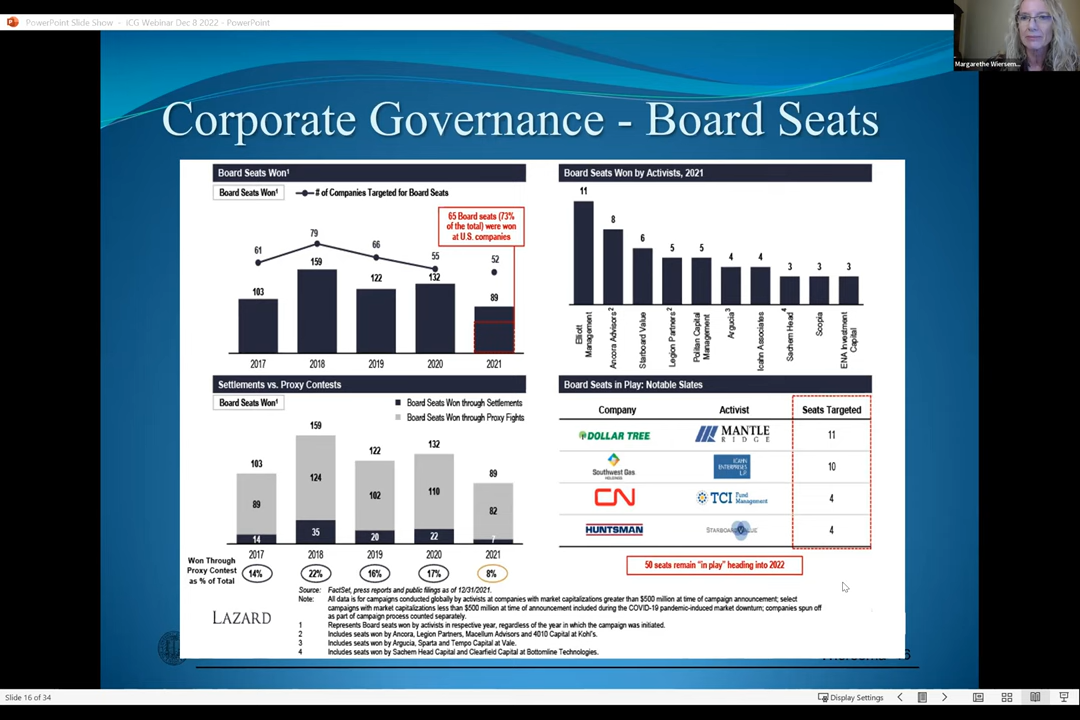 PowerPoint Slide Show - ICG Webinar Dec 8 2022 - PowerPoint
Margarethe Wiersem...
Corporate Governance - Board Seats
Board Seats Won¹
Board Seats Won¹
# of Companies Targeted for Board Seats
65 Board seats (73%
of the total) were won
at U.S. companies
61
79
66
55
52
103
159
122
132
89
2017
2018
2019
2020
2021
Board Seats Won by Activists, 2021
11
8
6
5
5
4
4
3
3
3
Elliott
Management
Ancora Advisors²
Starboard Value
Legion Partners²
Politan Capital
Management
Argucia³
Icahn Associates
Sachem Head⁴
Scopia
ENA Investment
Capital
Settlements vs. Proxy Contests
Board Seats Won¹
Board Seats Won through Settlements
Board Seats Won through Proxy Fights
103
159
122
132
89
89
124
102
110
82
14
35
20
22
7
2017
2018
2019
2020
2021
Won Through
Proxy Contest
as % of Total
14%
22%
16%
17%
8%
Board Seats in Play: Notable Slates
Company Activist Seats Targeted
DOLLAR TREE MANTLE RIDGE 11
Southwest Gas HOLDINGS ICAHN ENTERPRISES L.P. 10
CN TCI Fund Management 4
HUNTSMAN STARBOARD VALUE 4
50 seats remain "in play" heading into 2022
LAZARD
Source: FactSet, press reports and public filings as of 12/31/2021.
Note: All data is for campaigns conducted globally by activists at companies with market capitalizations greater than $500 million at time of campaign announcement; select
campaigns with market capitalizations less than $500 million at time of announcement included during the COVID-19 pandemic-induced market downturn; companies spun off
as part of campaign process counted separately.
1 Represents Board seats won by activists in respective year, regardless of the year in which the campaign was initiated.
2 Includes seats won by Ancora, Legion Partners, Macellum Advisors and 4010 Capital at Kohl's.
3 Includes seats won by Argucia, Sparta and Tempo Capital at Vale.
4 Includes seats won by Sachem Head Capital and Clearfield Capital at Bottomline Technologies.
Slide 16 of 34
Display Settings